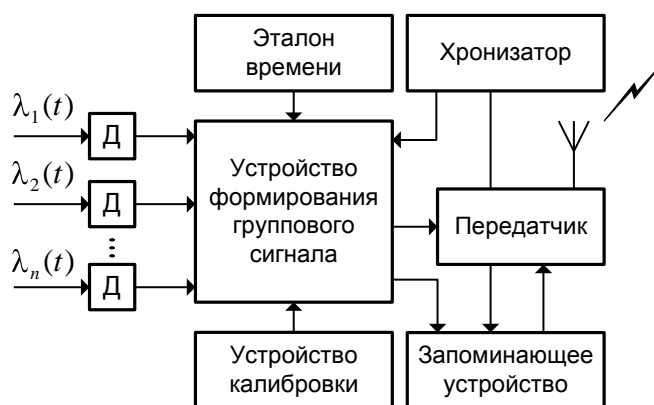 Эталон
времени
Хронизатор
λ₁(t)
Д
λ₂(t)
Д
λₙ(t)
Д
Устройство
формирования
группового
сигнала
Передатчик
Устройство
калибровки
Запоминающее
устройство